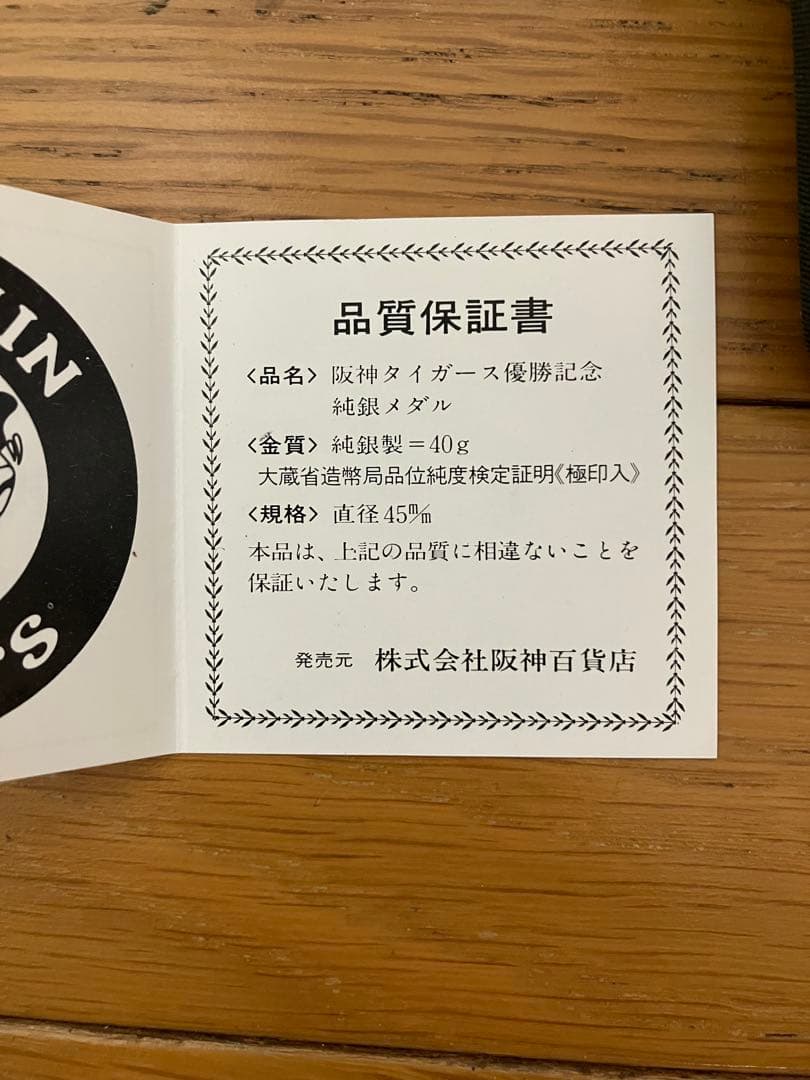 品質保証書
〈品名〉 阪神タイガース優勝記念
純銀メダル
〈金質〉 純銀製=40g
大蔵省造幣局品位純度検定証明《極印入》
〈規格〉 直径45m/m
本品は、上記の品質に相違ないことを
保証いたします。
発売元 株式会社阪神百貨店